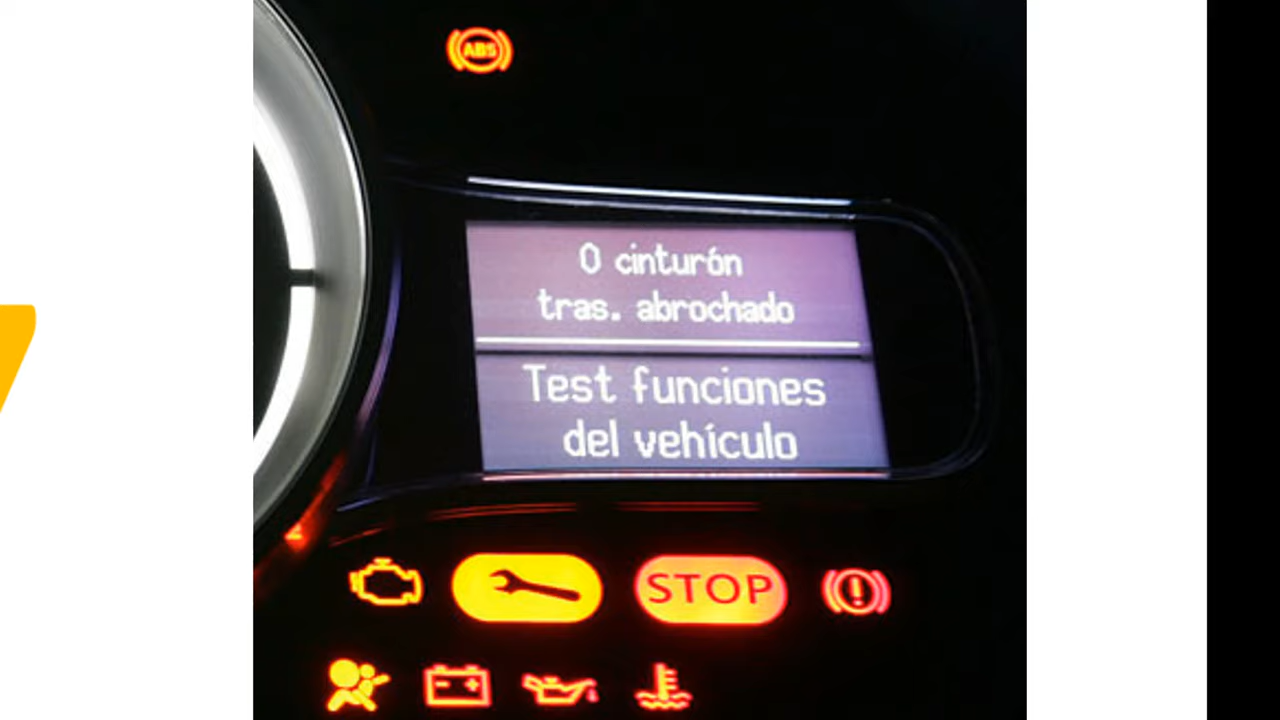 ABS
0 cinturón
tras. abrochado
Test funciones
del vehículo
STOP